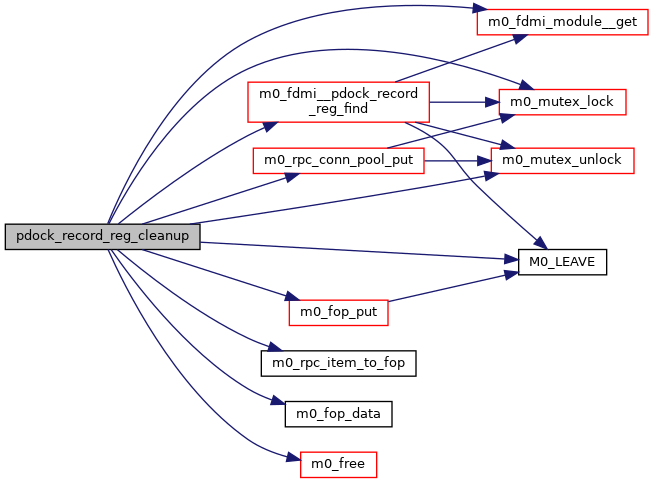 m0_fdmi_module__get
m0_fdmi__pdock_record
_reg_find
m0_mutex_lock
m0_rpc_conn_pool_put
m0_mutex_unlock
pdock_record_reg_cleanup
M0_LEAVE
m0_fop_put
m0_rpc_item_to_fop
m0_fop_data
m0_free